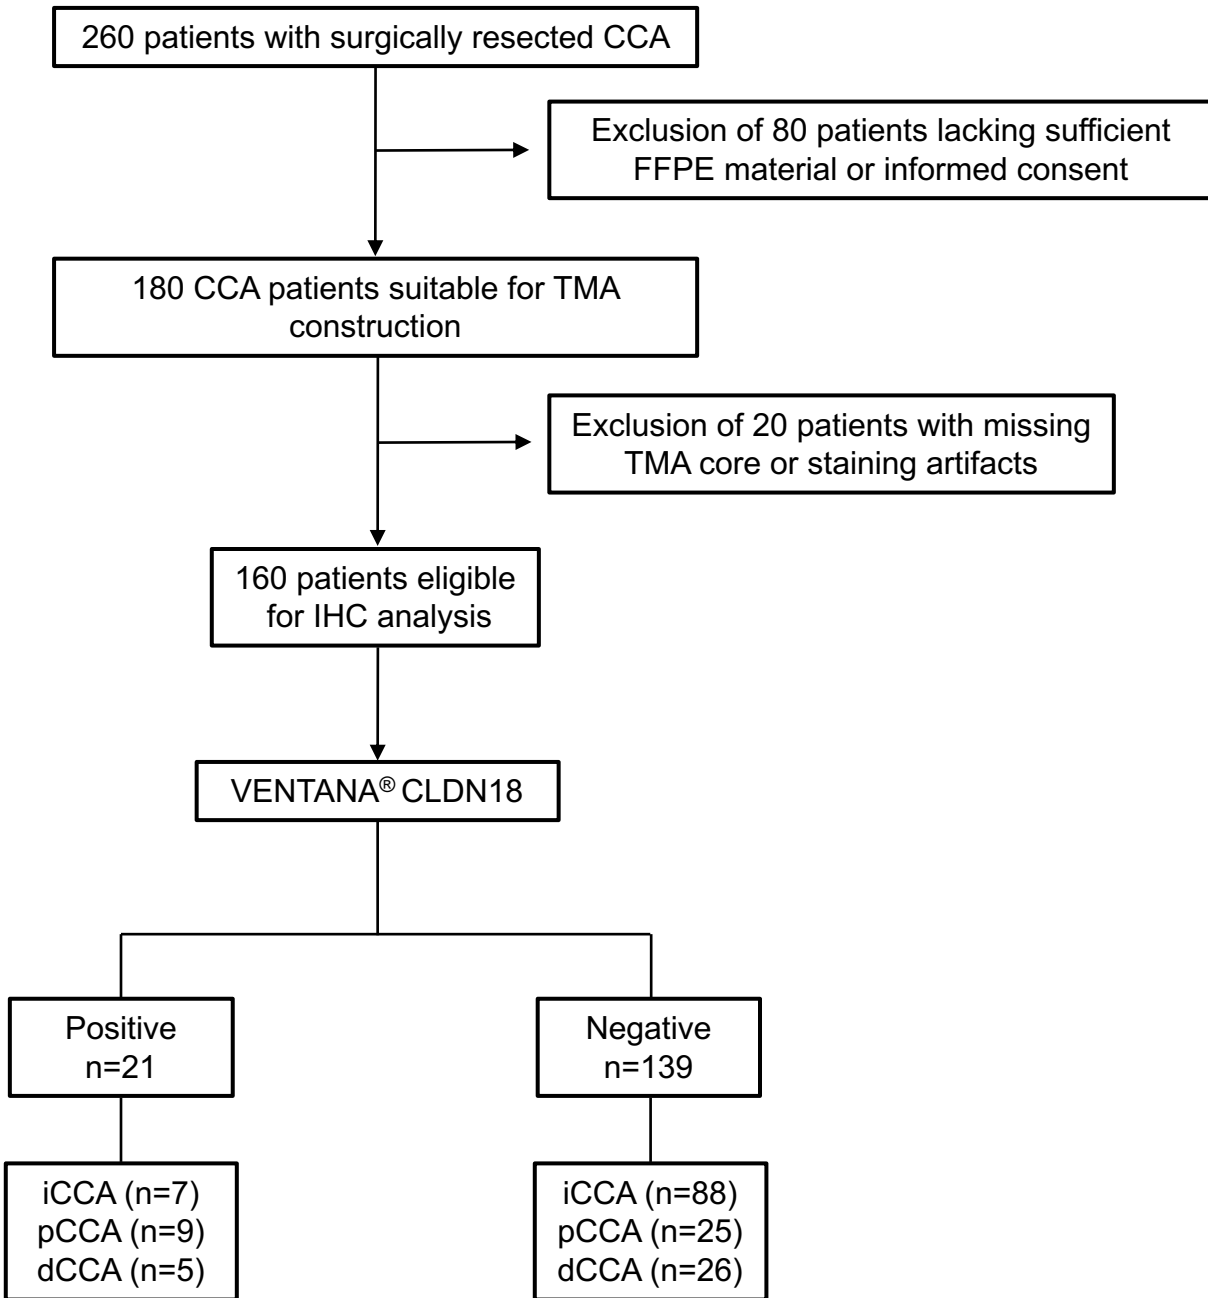 260 patients with surgically resected CCA
Exclusion of 80 patients lacking sufficient
FFPE material or informed consent
180 CCA patients suitable for TMA
construction
Exclusion of 20 patients with missing
TMA core or staining artifacts
160 patients eligible
for IHC analysis
VENTANA® CLDN18
Positive
n=21
Negative
n=139
iCCA (n=7)
pCCA (n=9)
dCCA (n=5)
iCCA (n=88)
pCCA (n=25)
dCCA (n=26)